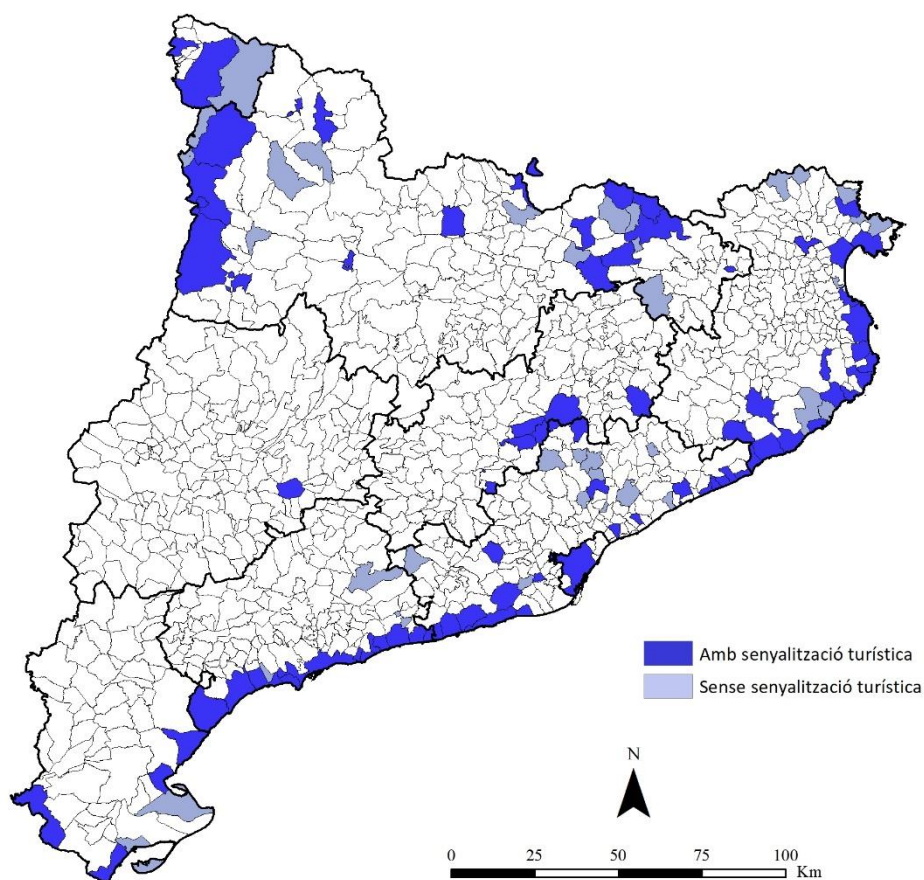 Amb senyalització turística
Sense senyalització turística
N
0 25 50 75 100
Km